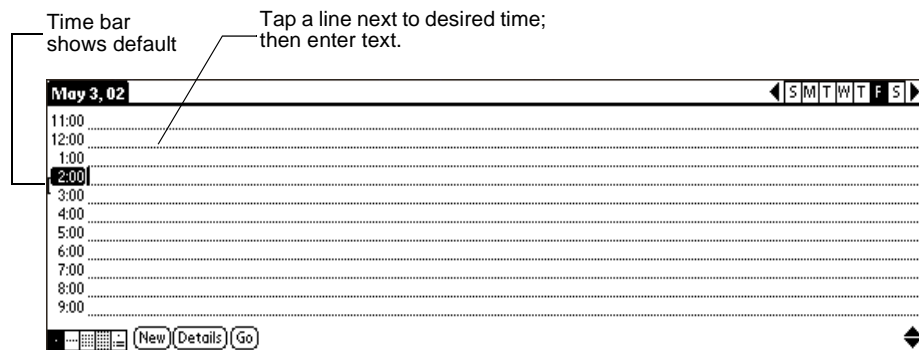 Time bar
shows default
Tap a line next to desired time;
then enter text.
May 3, 02
S M T W T F S
11:00
12:00
1:00
2:00
3:00
4:00
5:00
6:00
7:00
8:00
9:00
New Details Go